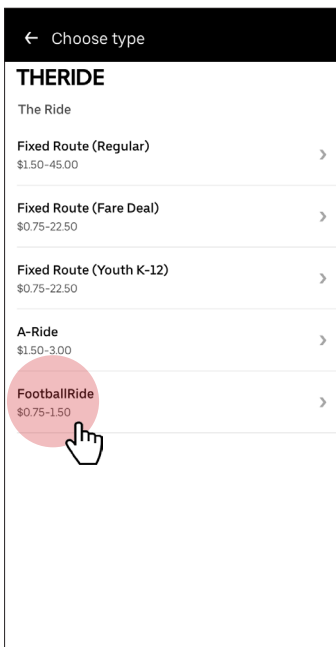 ← Choose type
THERIDE
The Ride
Fixed Route (Regular)
$1.50-45.00
Fixed Route (Fare Deal)
$0.75-22.50
Fixed Route (Youth K-12)
$0.75-22.50
A-Ride
$1.50-3.00
FootballRide
$0.75-1.50